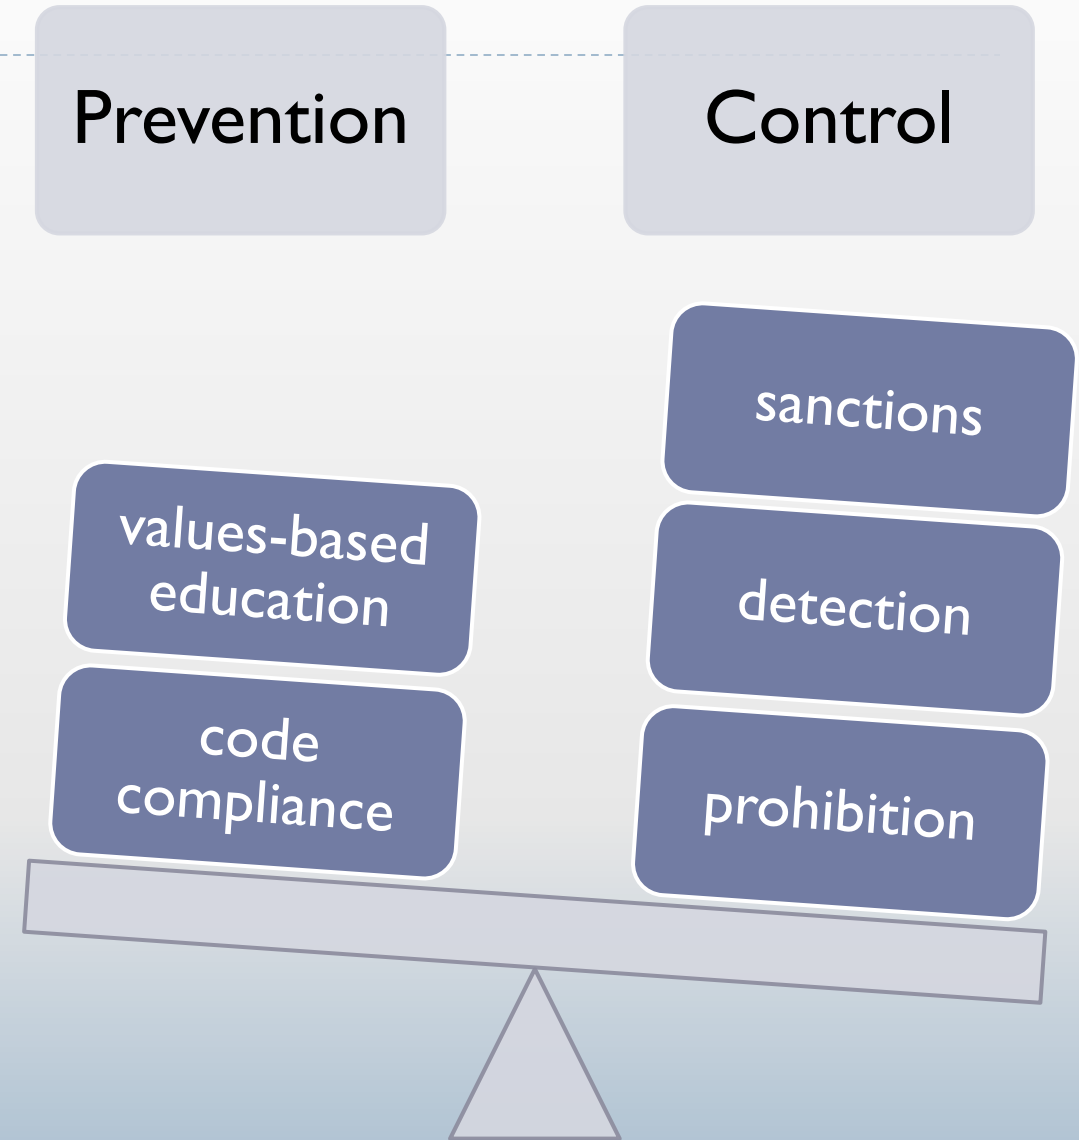 Prevention
Control
values-based
education
code
compliance
sanctions
detection
prohibition